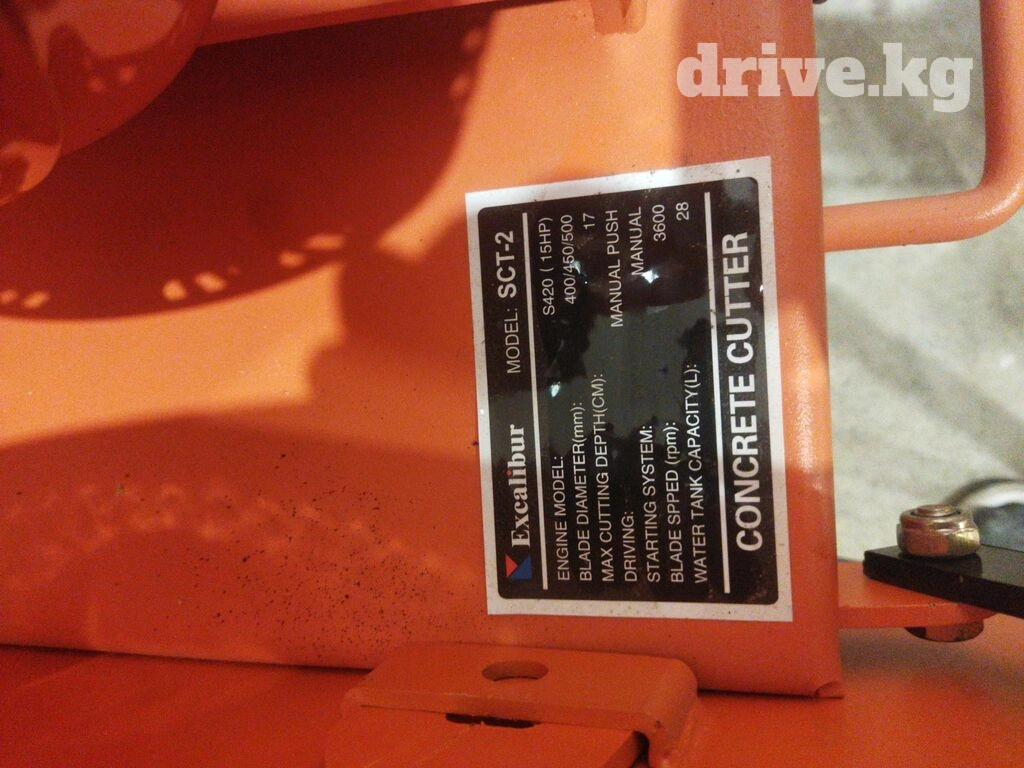 drive.kg
Excalibur MODEL: SCT-2
ENGINE MODEL: S420 ( 15HP)
BLADE DIAMETER(mm): 400/450/500
MAX CUTTING DEPTH(CM): 17
DRIVING: MANUAL PUSH
STARTING SYSTEM: MANUAL
BLADE SPPED (rpm): 3600
WATER TANK CAPACITY(L): 28
CONCRETE CUTTER